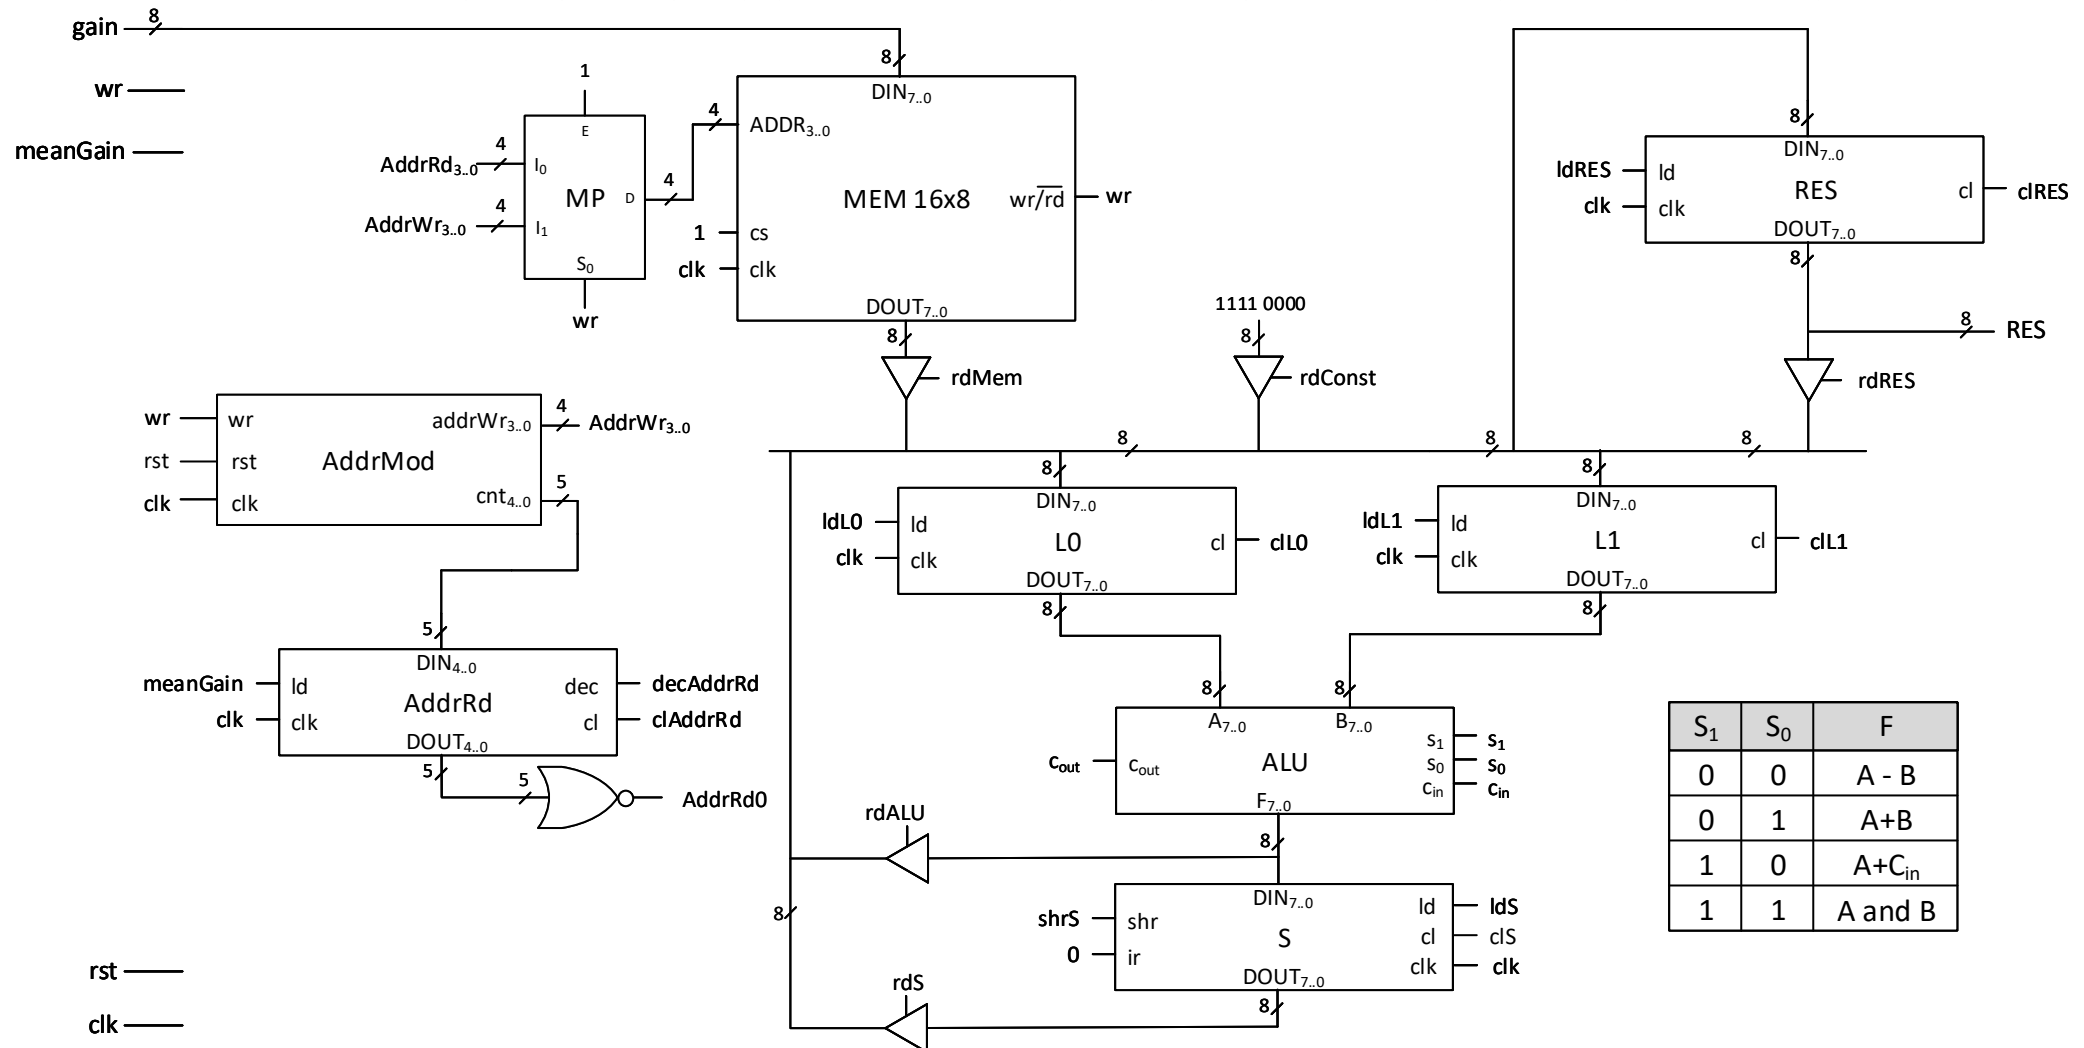 gain
8
wr
meanGain
1
E
AddrRd3..0
4
I0
AddrWr3..0
4
I1
MP
D
4
S0
wr
8
DIN7..0
4
ADDR3..0
MEM 16x8
wr/rd
wr
1
cs
clk
clk
DOUT7..0
8
rdMem
1111 0000
8
rdConst
8
DIN7..0
ldRES
ld
RES
cl
clRES
clk
clk
DOUT7..0
8
8
RES
rdRES
wr
wr
addrWr3..0
4
AddrWr3..0
rst
rst
AddrMod
clk
clk
cnt4..0
5
8
8
8
8
DIN7..0
ldL0
ld
L0
cl
clL0
clk
clk
DOUT7..0
8
8
DIN7..0
ldL1
ld
L1
cl
clL1
clk
clk
DOUT7..0
8
5
DIN4..0
meanGain
ld
AddrRd
dec
decAddrRd
clk
clk
cl
clAddrRd
DOUT4..0
5
5
AddrRd0
8
8
A7..0
B7..0
cout
cout
ALU
S1
S1
S0
S0
Cin
Cin
F7..0
8
rdALU
8
DIN7..0
shrS
shr
S
ld
ldS
0
ir
cl
clS
clk
clk
DOUT7..0
8
rdS
S1 S0 F
0 0 A - B
0 1 A+B
1 0 A+Cin
1 1 A and B
rst
clk